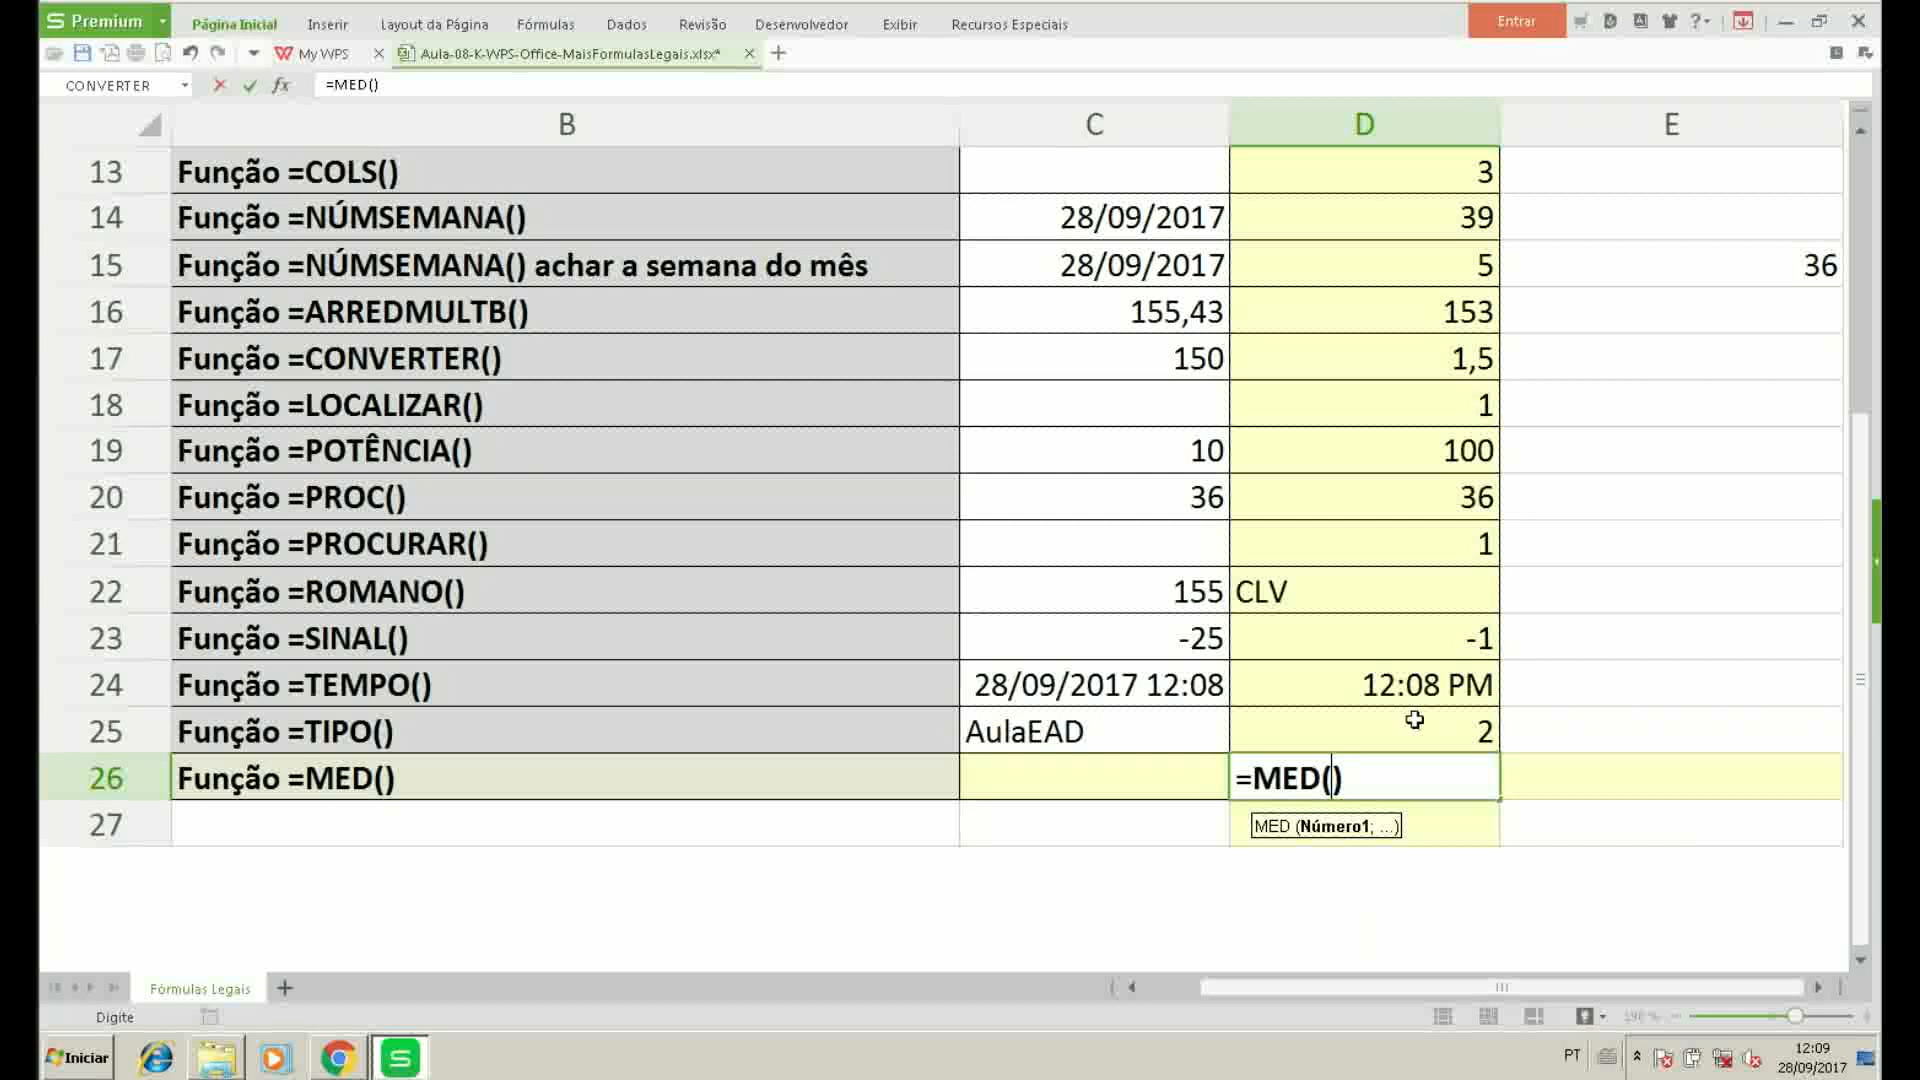 Premium
Página Inicial Inserir Layout da Página Fórmulas Dados Revisão Desenvolvedor Exibir Recursos Especiais Entrar
My WPS Aula-08-K-WPS-Office-MaisFormulasLegais.xlsx*
CONVERTER fx =MED()
B C D E
13 Função =COLS() 3
14 Função =NÚMSEMANA() 28/09/2017 39
15 Função =NÚMSEMANA() achar a semana do mês 28/09/2017 5 36
16 Função =ARREDMULTB() 155,43 153
17 Função =CONVERTER() 150 1,5
18 Função =LOCALIZAR() 1
19 Função =POTÊNCIA() 10 100
20 Função =PROC() 36 36
21 Função =PROCURAR() 1
22 Função =ROMANO() 155 CLV
23 Função =SINAL() -25 -1
24 Função =TEMPO() 28/09/2017 12:08 12:08 PM
25 Função =TIPO() AulaEAD 2
26 Função =MED() =MED()
27 MED (Número1; ...)
Fórmulas Legais
Digite
Iniciar PT 12:09
28/09/2017